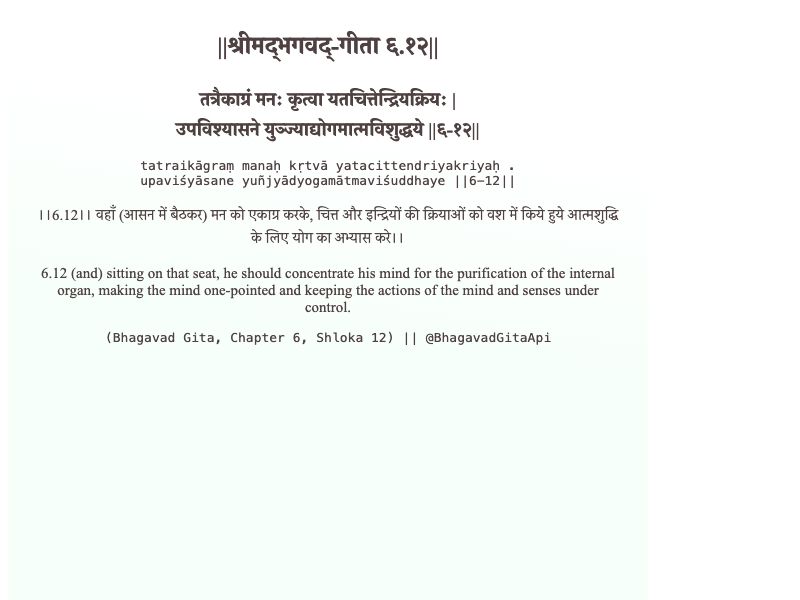 ||श्रीमद्‍भगवद्‍-गीता ६.१२||
तत्रैकाग्रं मनः कृत्वा यतचित्तेन्द्रियक्रियः |
उपविश्यासने युञ्ज्याद्योगमात्मविशुद्धये ||६-१२||
tatraikāgraṃ manaḥ kṛtvā yatacittendriyakriyaḥ .
upaviśyāsane yuñjyādyogamātmaviśuddhaye ||6-12||
।।6.12।। वहाँ (आसन में बैठकर) मन को एकाग्र करके, चित्त और इन्द्रियों की क्रियाओं को वश में किये हुये आत्मशुद्धि
के लिए योग का अभ्यास करे।।
6.12 (and) sitting on that seat, he should concentrate his mind for the purification of the internal
organ, making the mind one-pointed and keeping the actions of the mind and senses under
control.
(Bhagavad Gita, Chapter 6, Shloka 12) || @BhagavadGitaApi